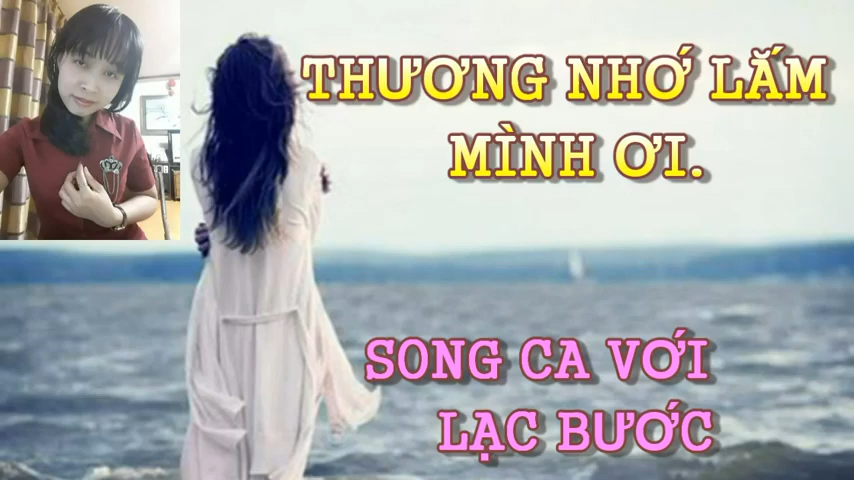 THƯƠNG NHỚ LẮM
MÌNH ƠI.
SONG CA VỚI
LẠC BƯỚC